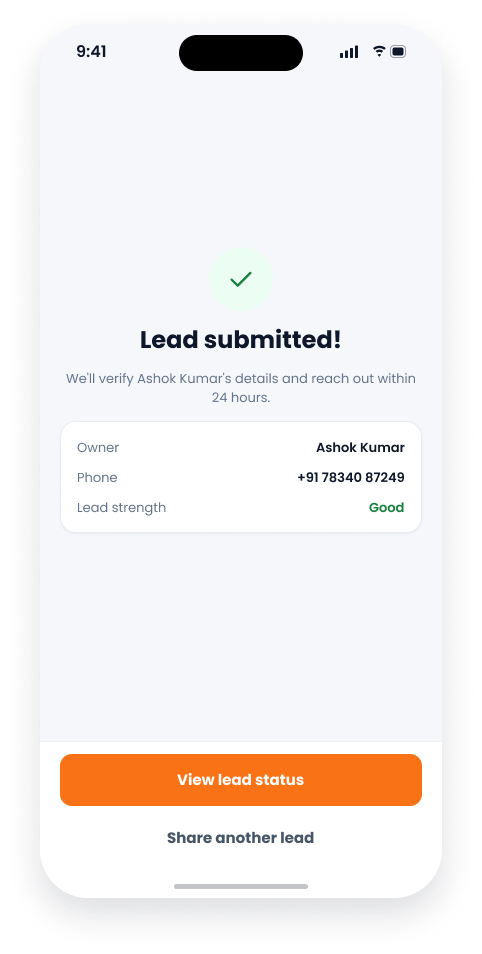 9:41
Lead submitted!
We'll verify Ashok Kumar's details and reach out within
24 hours.
Owner Ashok Kumar
Phone +91 78340 87249
Lead strength Good
View lead status
Share another lead